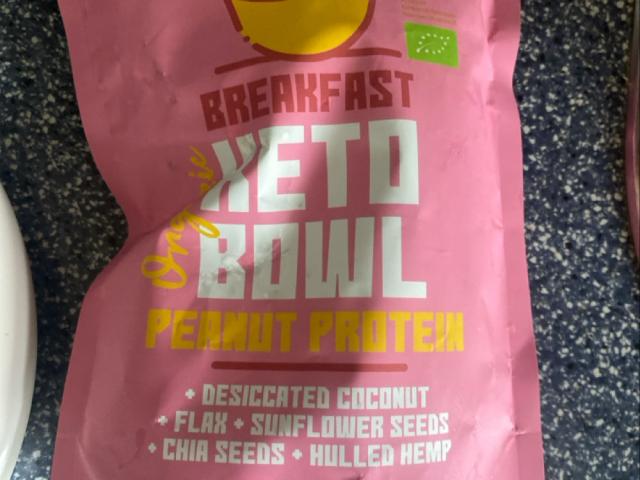 BREAKFAST
Organic
KETO
BOWL
PEANUT PROTEIN
+ DESICCATED COCONUT
+ FLAX + SUNFLOWER SEEDS
+ CHIA SEEDS + HULLED HEMP